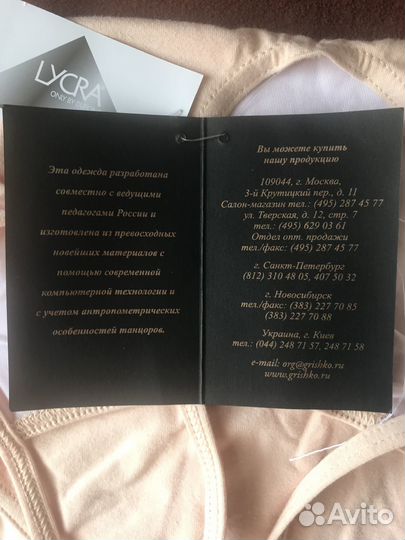 LYCRA®
ONLY BY
Эта одежда разработана
совместно с ведущими
педагогами России и
изготовлена из превосходных
новейших материалов с
помощью современной
компьютерной технологии и
с учетом антропометрических
особенностей танцоров.
Вы можете купить
нашу продукцию
109044, г. Москва,
3-й Крутицкий пер., д. 11
Салон-магазин тел.: (495) 287 45 77
ул. Тверская, д. 12, стр. 7
тел.: (495) 629 03 61
Отдел опт. продажи
тел./факс: (495) 287 45 77
г. Санкт-Петербург
(812) 310 48 05, 407 50 32
г. Новосибирск
тел./факс: (383) 227 70 85
(383) 227 70 88
Украина, г. Киев
тел.: (044) 248 71 57, 248 71 58
e-mail: org@grishko.ru
www.grishko.ru
Avito